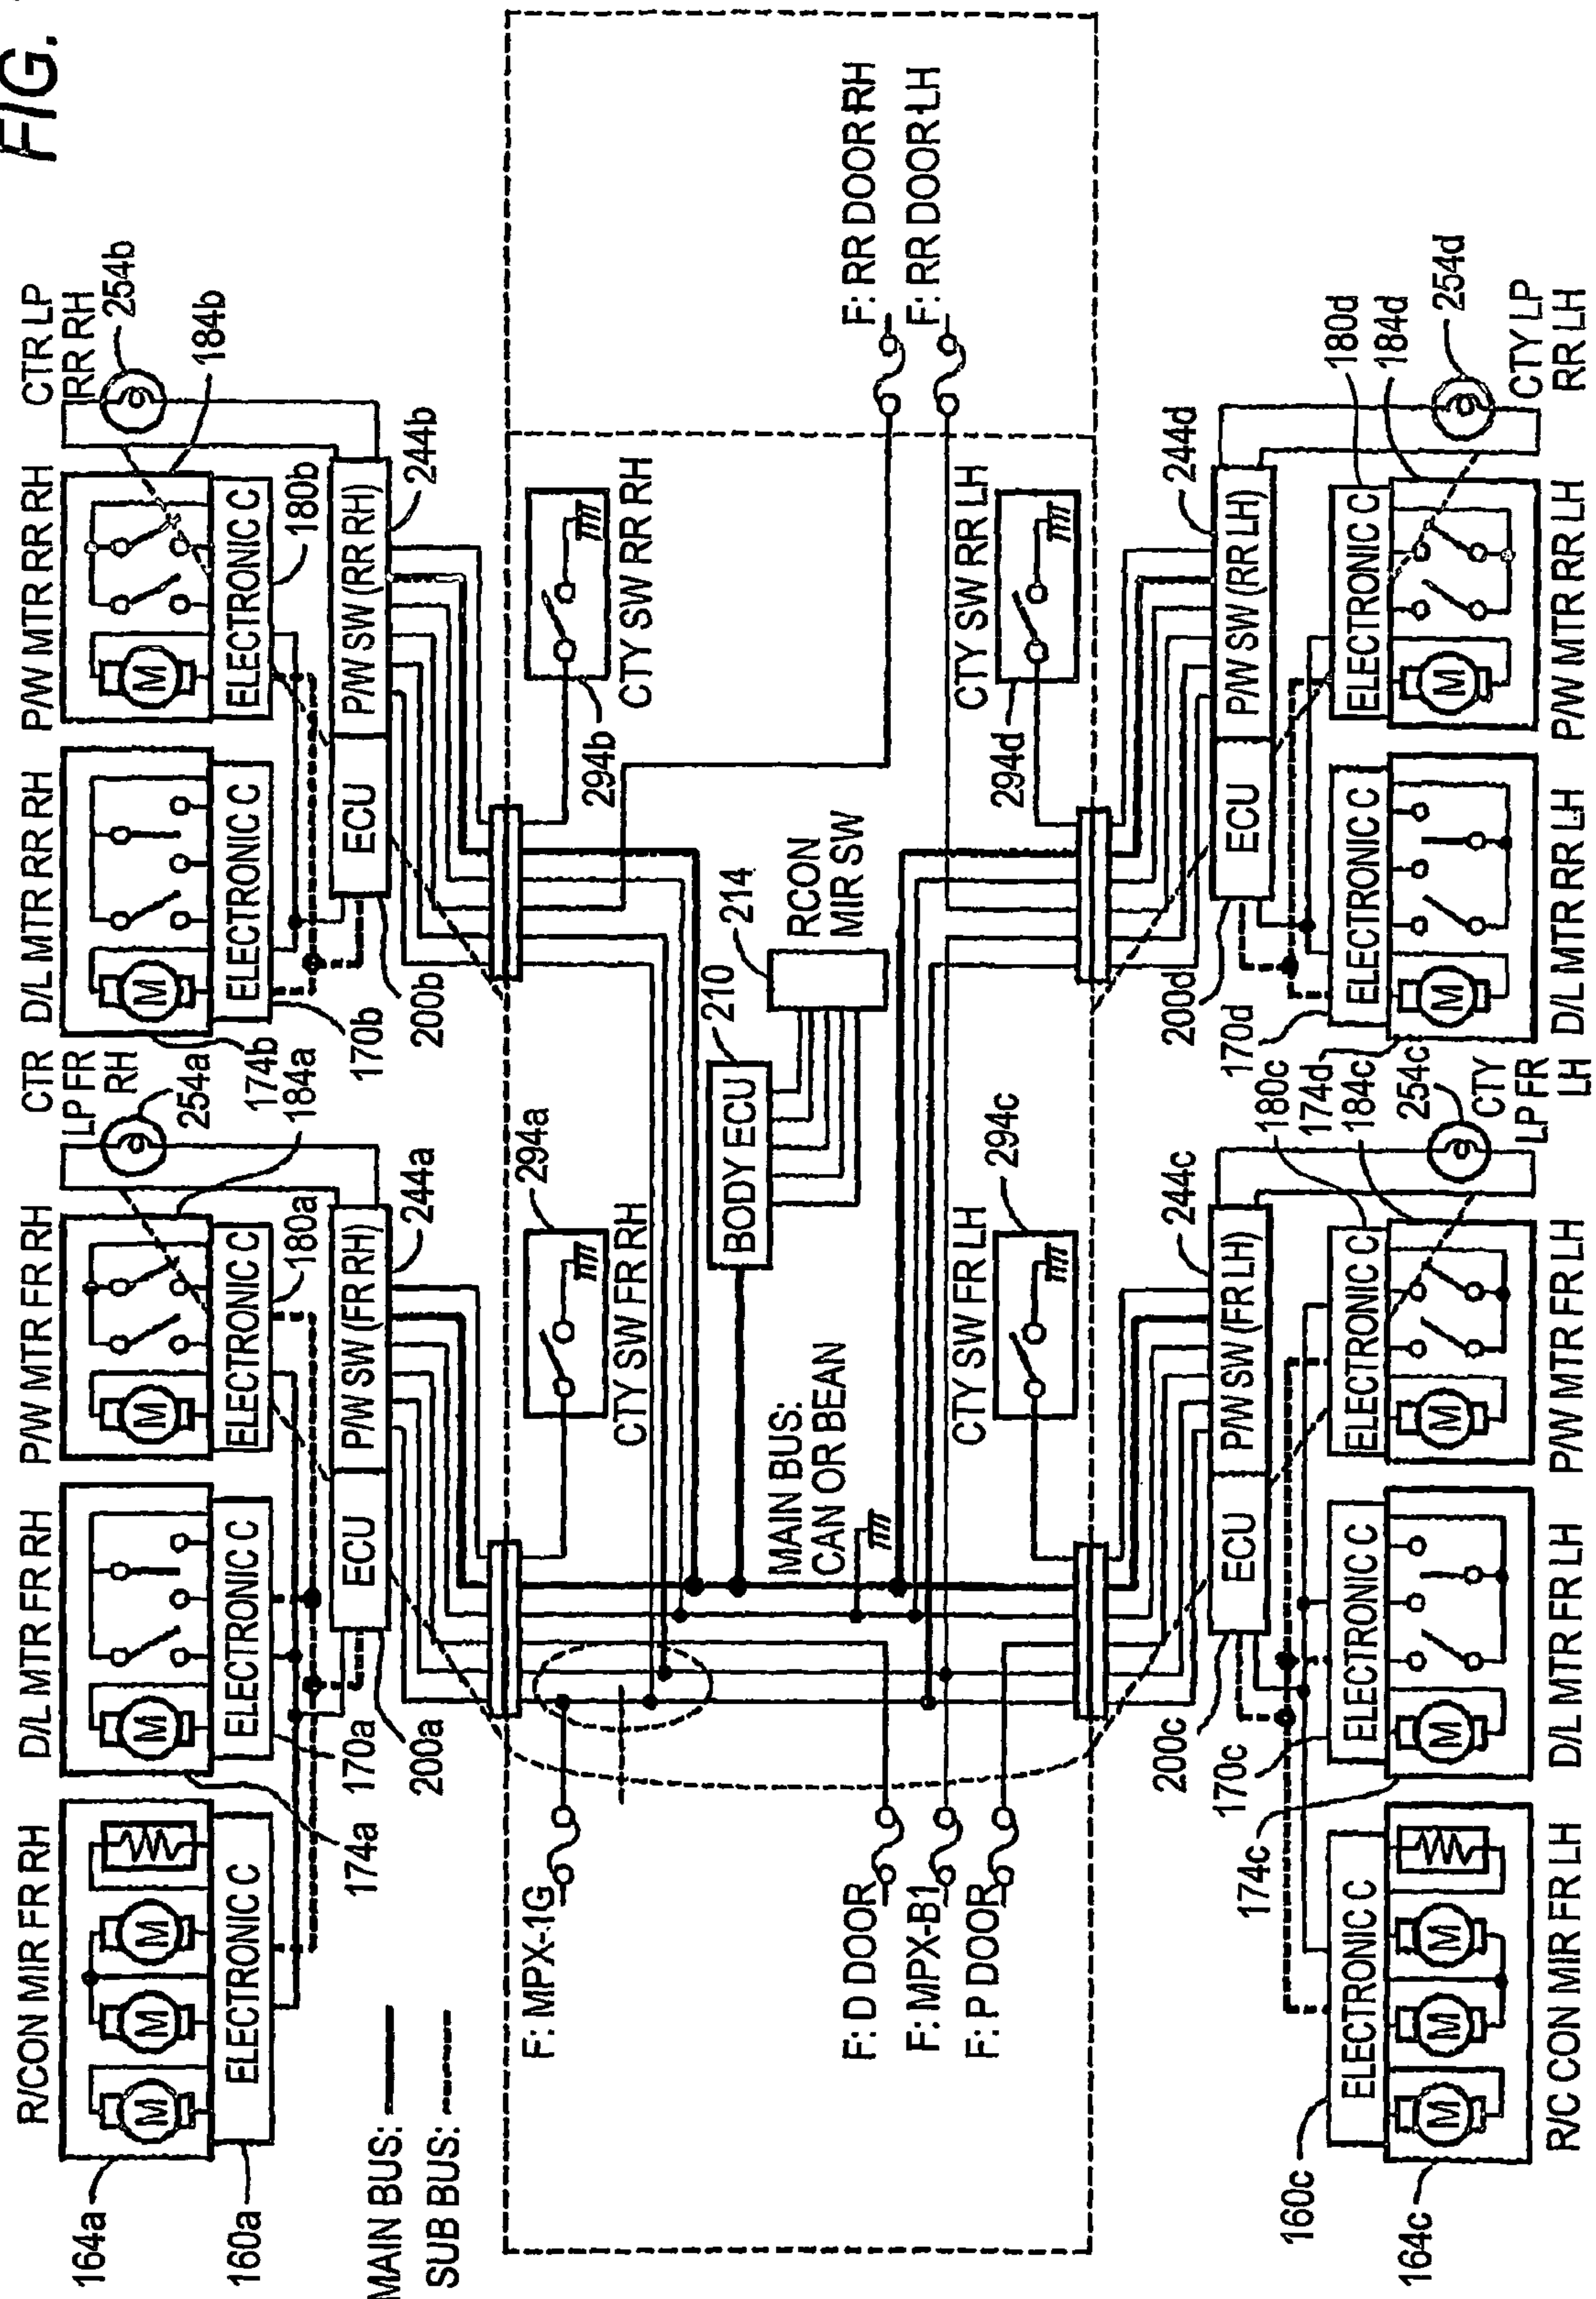 FIG.
R/CON MIR FR RH
D/L MTR FR RH
P/W MTR FR RH
CTR
LP FR
RH
D/L MTR RR RH
P/W MTR RR RH
CTR LP
RR RH
164a
160a
174a
170a
200a
184a
180a
244a
254a
174b
170b
200b
184b
180b
244b
254b
M
M
M
M
M
M
M
ELECTRONIC C
ELECTRONIC C
ELECTRONIC C
ELECTRONIC C
ELECTRONIC C
ECU
P/W SW (FR RH)
ECU
P/W SW (RR RH)
MAIN BUS:
SUB BUS:
F: MPX-1G
F: D DOOR
F: MPX-B1
F: P DOOR
294a
CTY SW FR RH
294b
CTY SW RR RH
BODY ECU
210
214
RCON
MIR SW
MAIN BUS:
CAN OR BEAN
294c
CTY SW FR LH
294d
CTY SW RR LH
F: RR DOOR RH
F: RR DOOR LH
ECU
P/W SW (FR LH)
ECU
P/W SW (RR LH)
200c
244c
200d
244d
160c
164c
174c
170c
180c
184c
254c
174d
170d
180d
184d
254d
ELECTRONIC C
ELECTRONIC C
ELECTRONIC C
ELECTRONIC C
ELECTRONIC C
M
M
M
M
M
M
M
R/C CON MIR FR LH
D/L MTR FR LH
P/W MTR FR LH
CTY
LP FR
LH
D/L MTR RR LH
P/W MTR RR LH
CTY LP
RR LH